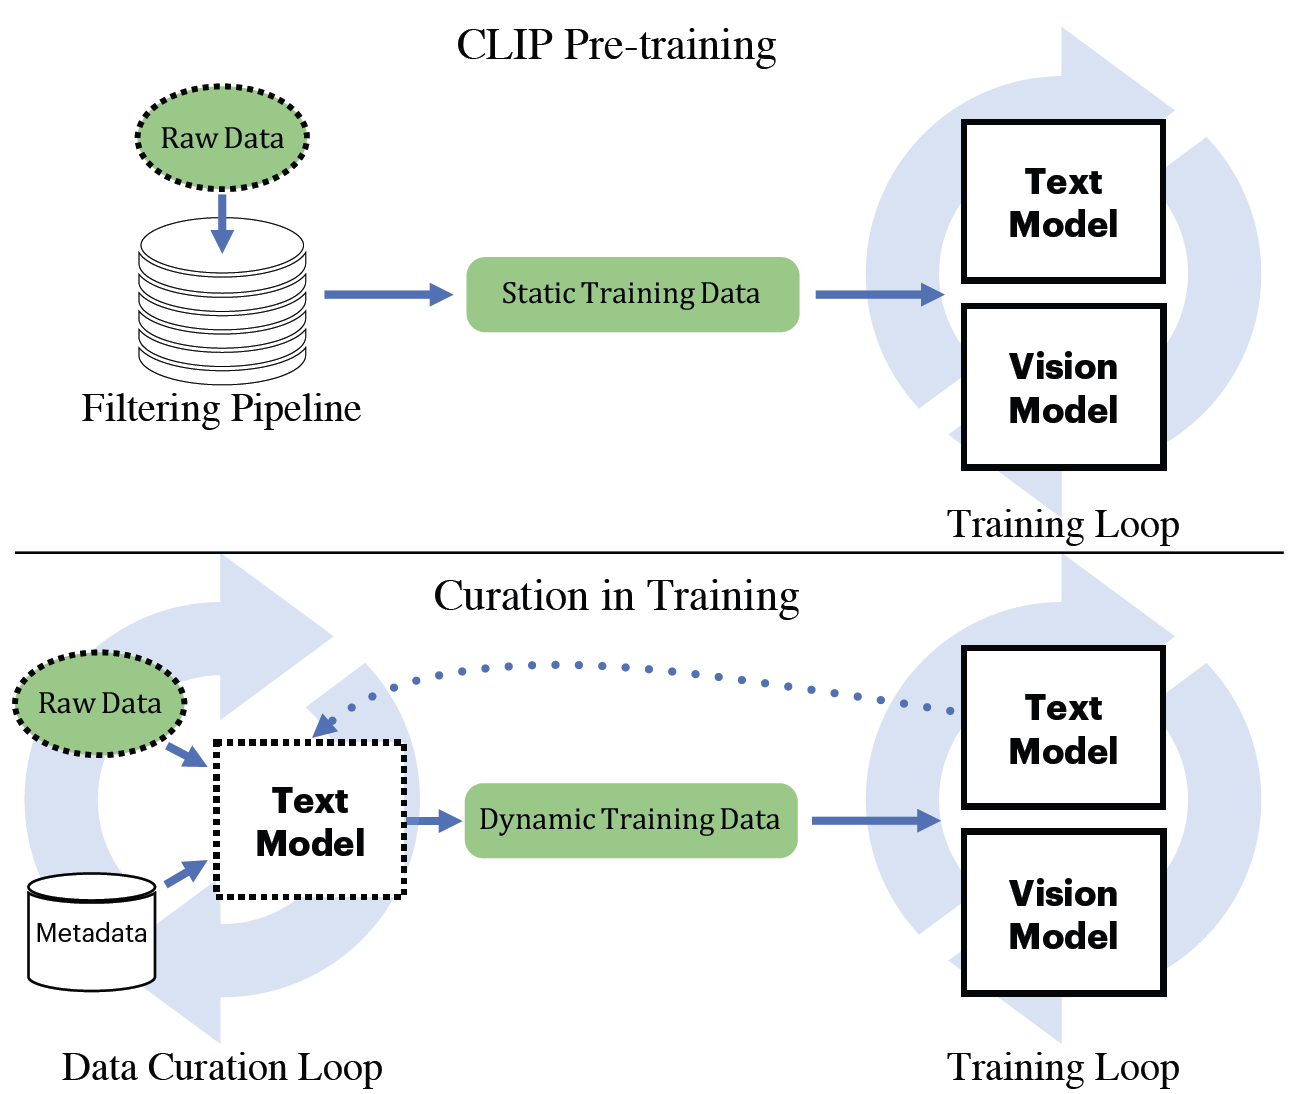 CLIP Pre-training
Raw Data
Filtering Pipeline
Static Training Data
Text
Model
Vision
Model
Training Loop
Curation in Training
Raw Data
Metadata
Text
Model
Data Curation Loop
Dynamic Training Data
Text
Model
Vision
Model
Training Loop